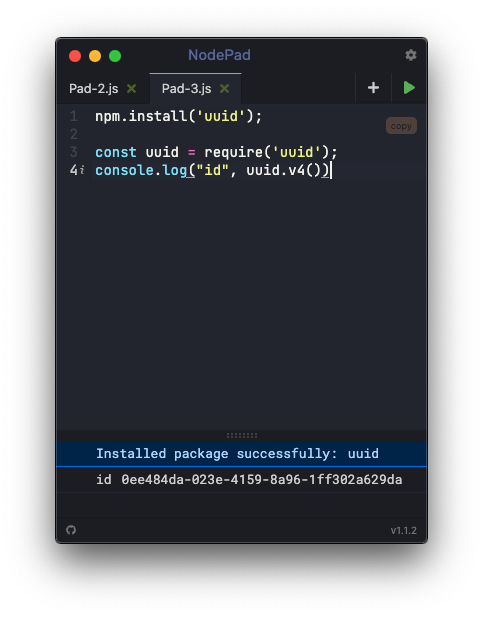 NodePad
Pad-2.js × Pad-3.js × +
1 npm.install('uuid');
copy
2
3 const uuid = require('uuid');
4i console.log("id", uuid.v4())
Installed package successfully: uuid
id 0ee484da-023e-4159-8a96-1ff302a629da
v1.1.2